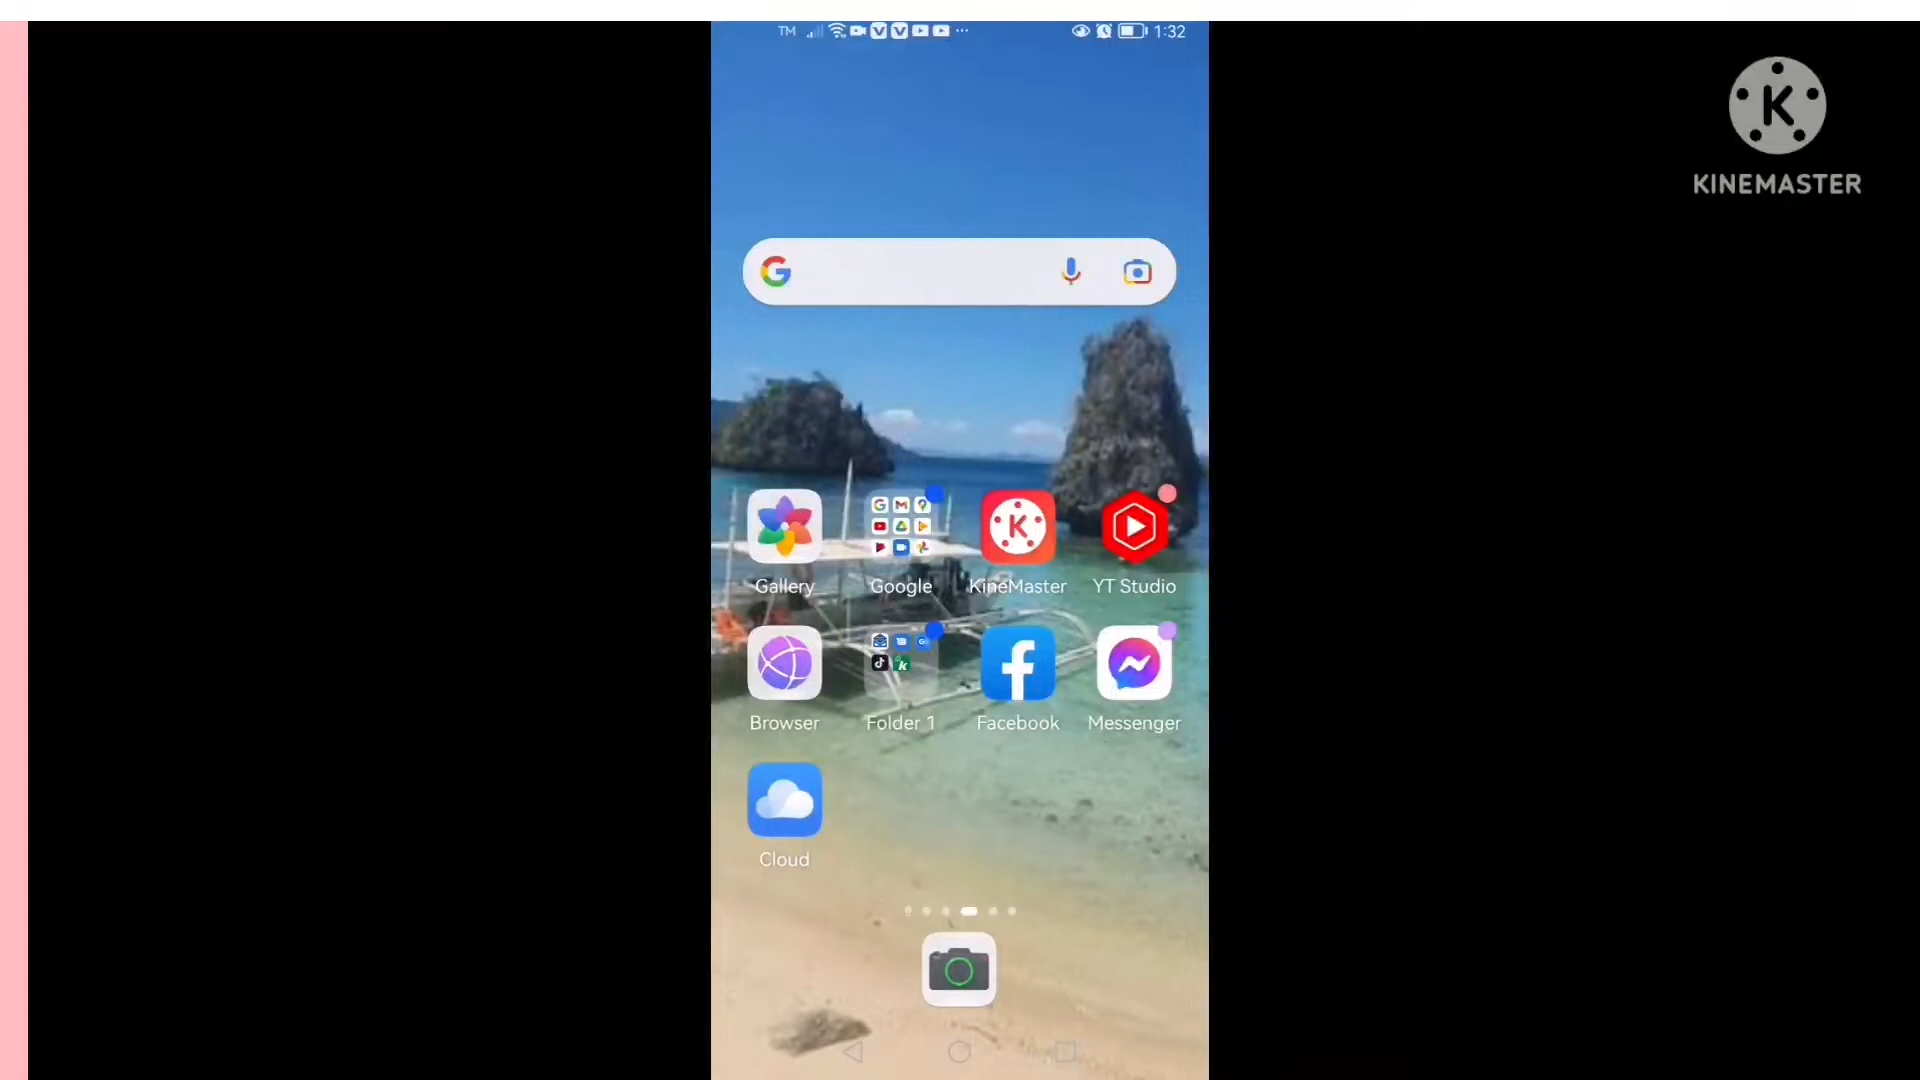 TM 1:32
KINEMASTER
Gallery Google KineMaster YT Studio
Browser Folder 1 Facebook Messenger
Cloud